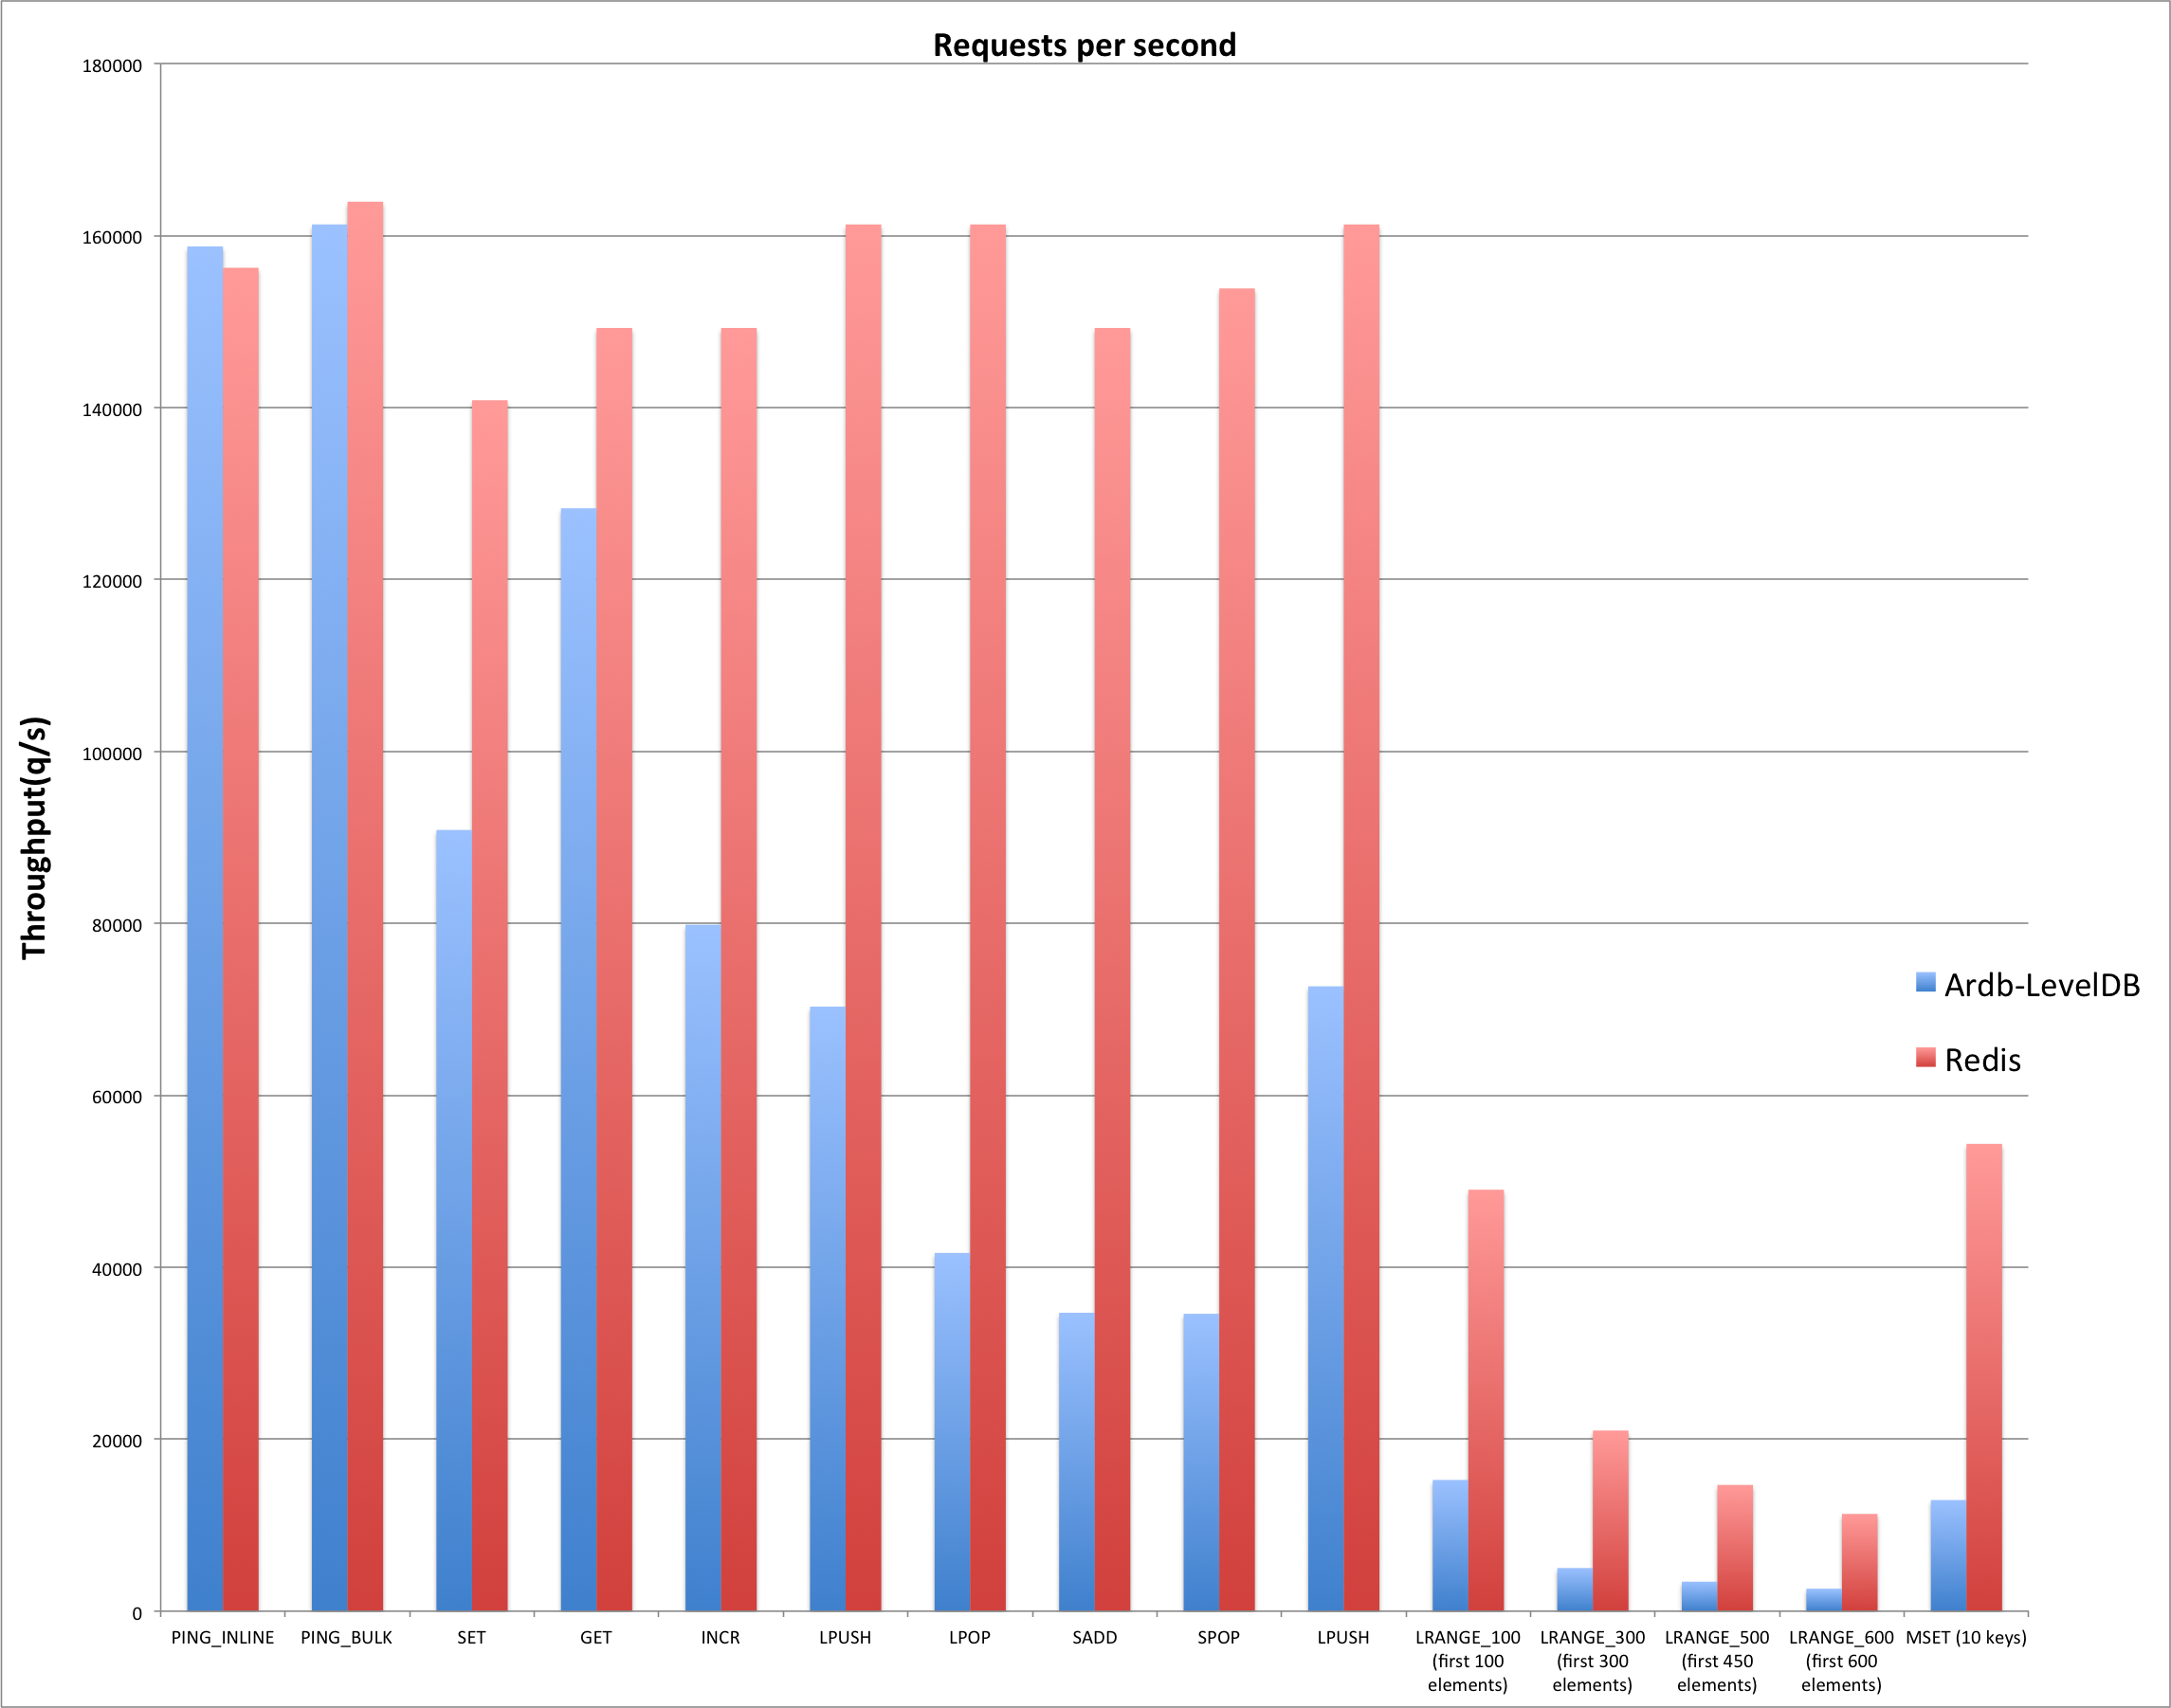 Requests per second
180000
160000
140000
120000
100000
80000
60000
40000
20000
0
Throughput(q/s)
Ardb-LevelDB
Redis
PING_INLINE
PING_BULK
SET
GET
INCR
LPUSH
LPOP
SADD
SPOP
LPUSH
LRANGE_100
(first 100
elements)
LRANGE_300
(first 300
elements)
LRANGE_500
(first 450
elements)
LRANGE_600
(first 600
elements)
MSET (10 keys)